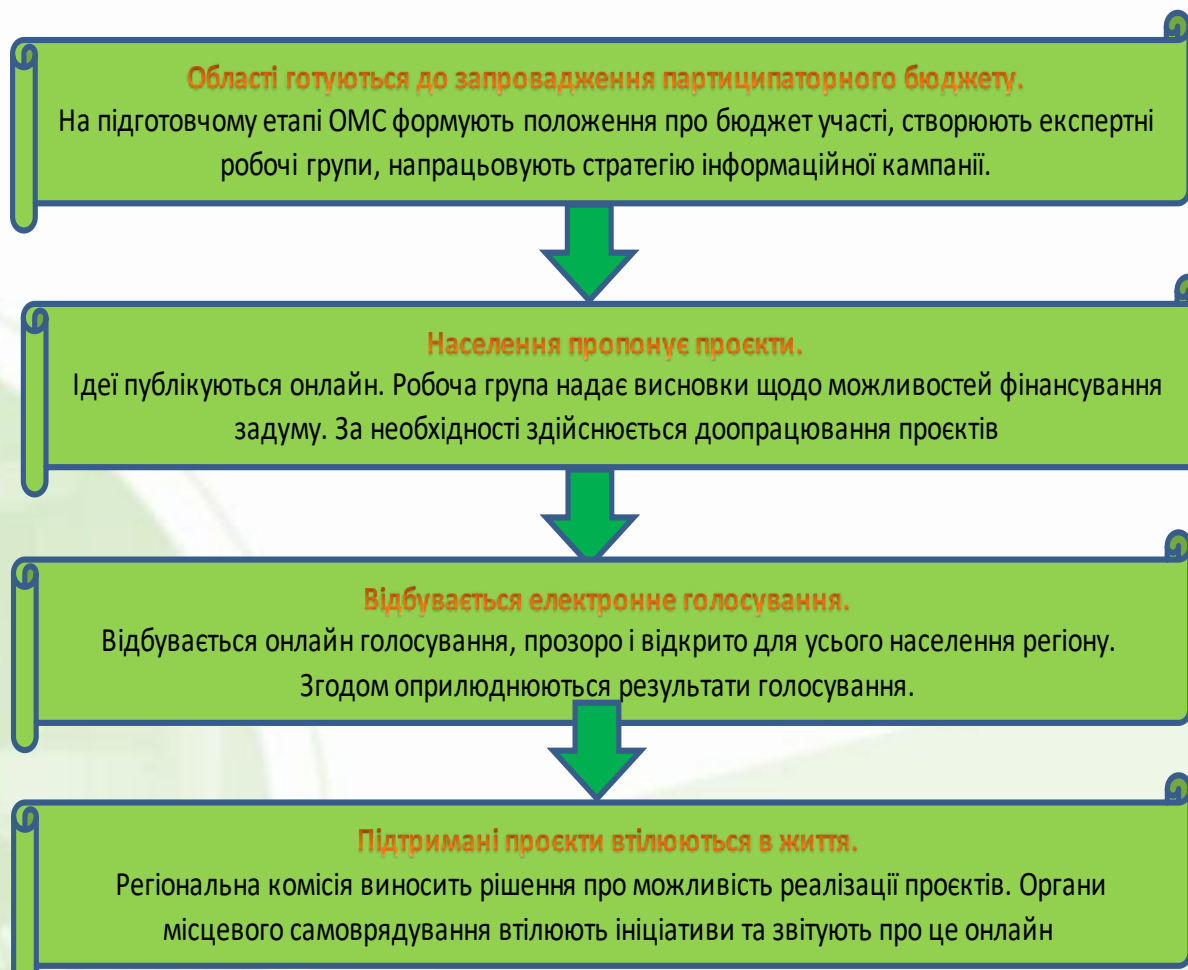 Області готуються до запровадження партиципаторного бюджету.
На підготовчому етапі ОМС формують положення про бюджет участі, створюють експертні
робочі групи, напрацьовують стратегію інформаційної кампанії.
Населення пропонує проєкти.
Ідеї публікуються онлайн. Робоча група надає висновки щодо можливостей фінансування
задуму. За необхідності здійснюється доопрацювання проєктів
Відбувається електронне голосування.
Відбувається онлайн голосування, прозоро і відкрито для усього населення регіону.
Згодом оприлюднюються результати голосування.
Підтримані проєкти втілюються в життя.
Регіональна комісія виносить рішення про можливість реалізації проєктів. Органи
місцевого самоврядування втілюють ініціативи та звітують про це онлайн